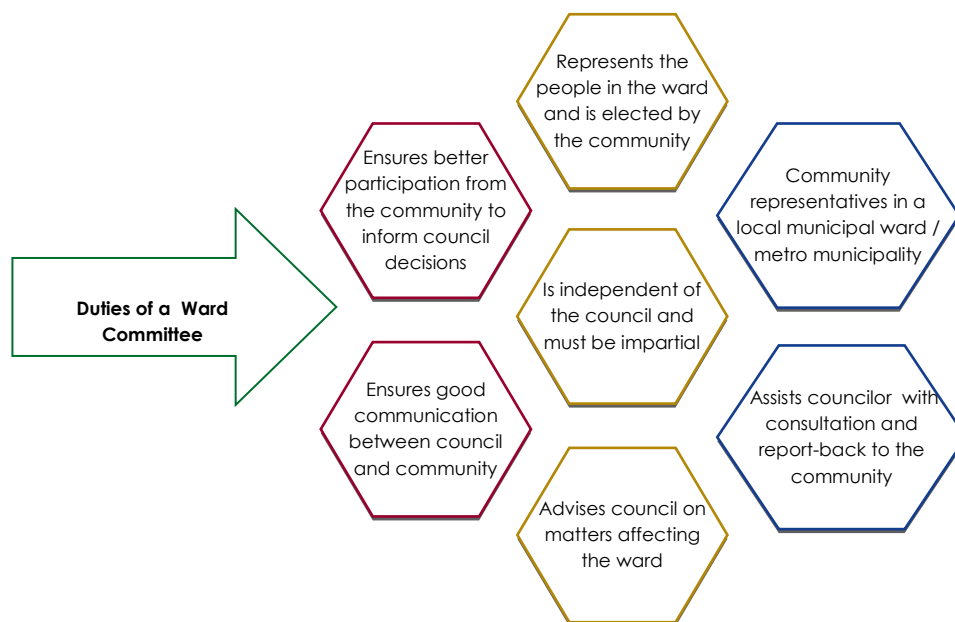 Duties of a  Ward
Committee
Ensures better
participation from
the community to
inform council
decisions
Ensures good
communication
between council
and community
Represents the
people in the ward
and is elected by
the community
Is independent of
the council and
must be impartial
Advises council on
matters affecting
the ward
Community
representatives in a
local municipal ward /
metro municipality
Assists councilor  with
consultation and
report-back to the
community